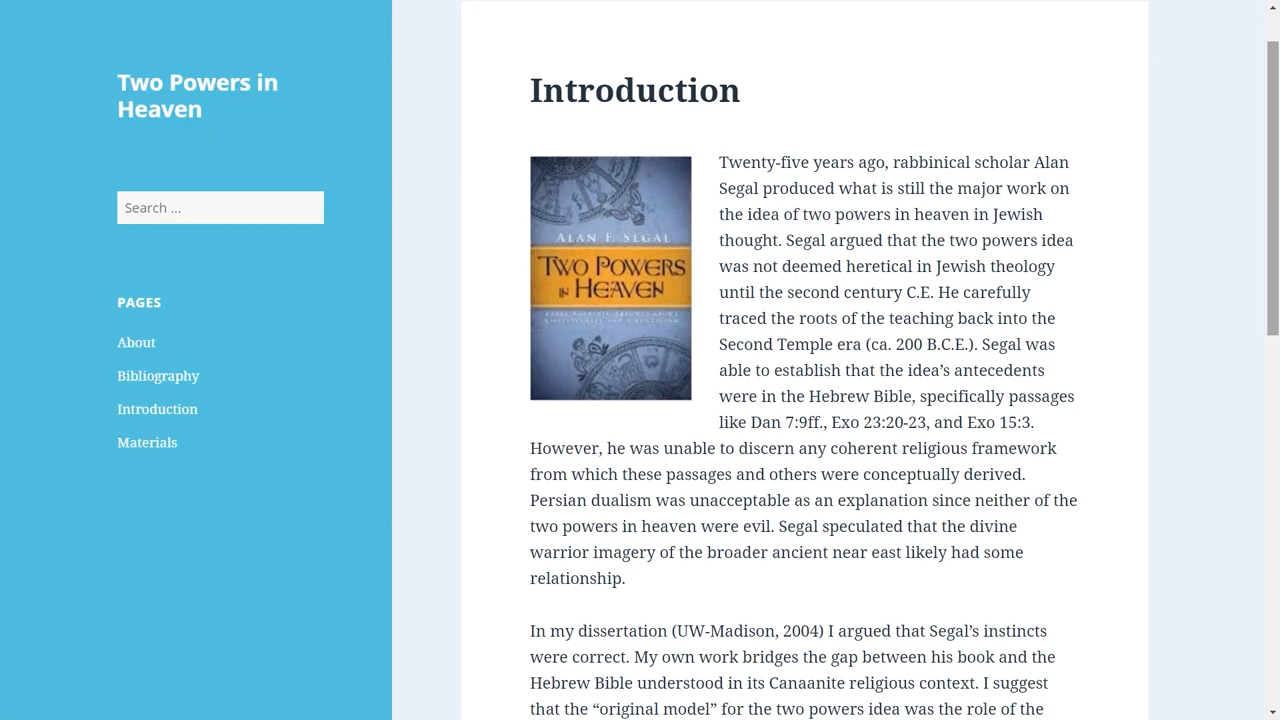 Two Powers in
Heaven
Search ...
PAGES
About
Bibliography
Introduction
Materials
Introduction
ALAN F. SEGAL
TWO POWERS
IN HEAVEN
Twenty-five years ago, rabbinical scholar Alan
Segal produced what is still the major work on
the idea of two powers in heaven in Jewish
thought. Segal argued that the two powers idea
was not deemed heretical in Jewish theology
until the second century C.E. He carefully
traced the roots of the teaching back into the
Second Temple era (ca. 200 B.C.E.). Segal was
able to establish that the idea’s antecedents
were in the Hebrew Bible, specifically passages
like Dan 7:9ff., Exo 23:20-23, and Exo 15:3.
However, he was unable to discern any coherent religious framework
from which these passages and others were conceptually derived.
Persian dualism was unacceptable as an explanation since neither of the
two powers in heaven were evil. Segal speculated that the divine
warrior imagery of the broader ancient near east likely had some
relationship.
In my dissertation (UW-Madison, 2004) I argued that Segal’s instincts
were correct. My own work bridges the gap between his book and the
Hebrew Bible understood in its Canaanite religious context. I suggest
that the “original model” for the two powers idea was the role of the